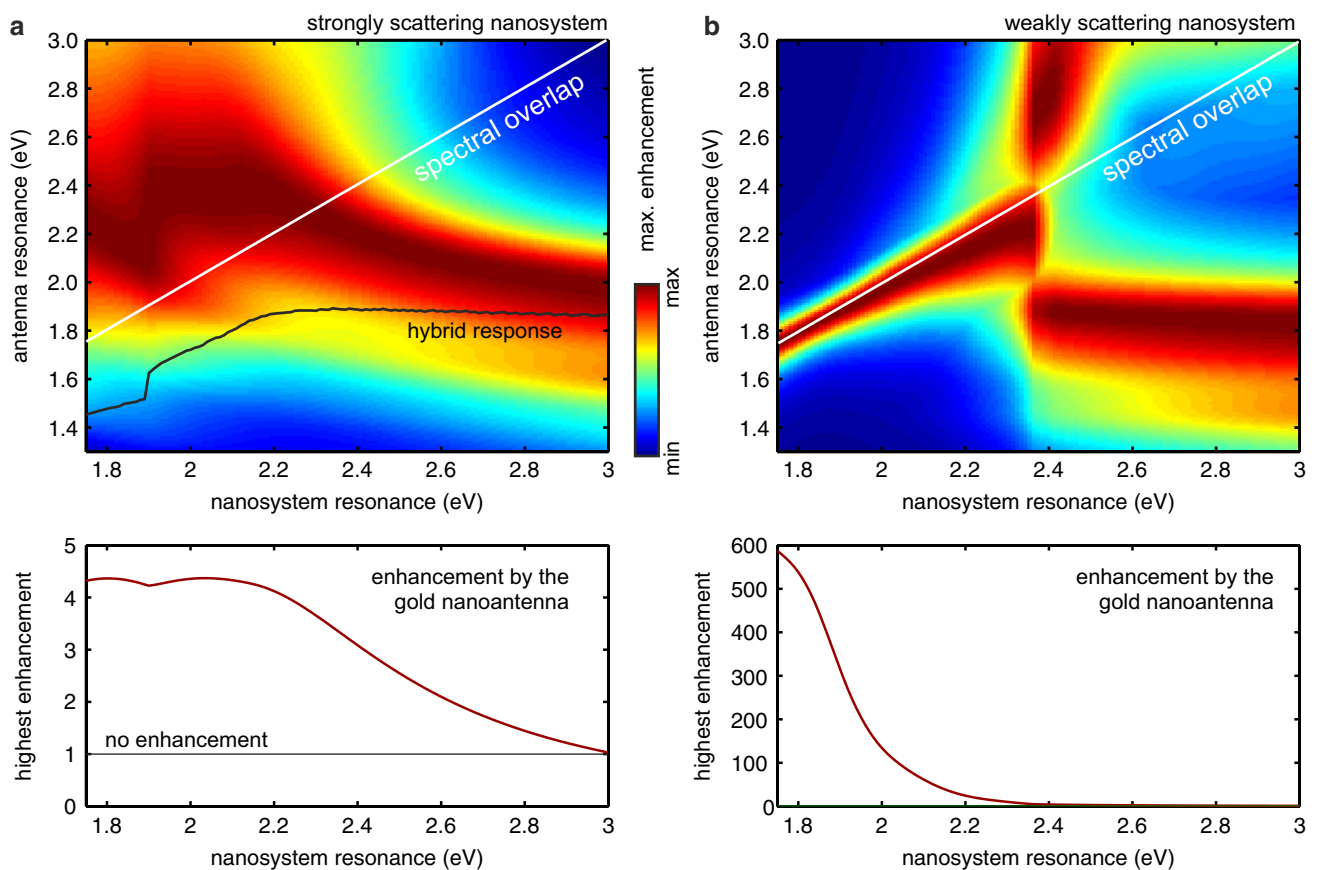 a
strongly scattering nanosystem
3.0
2.8
2.6
2.4
2.2
2.0
1.8
1.6
1.4
antenna resonance (eV)
spectral overlap
hybrid response
1.8
2
2.2
2.4
2.6
2.8
3
nanosystem resonance (eV)
max. enhancement
max
min
b
weakly scattering nanosystem
3.0
2.8
2.6
2.4
2.2
2.0
1.8
1.6
1.4
antenna resonance (eV)
spectral overlap
1.8
2
2.2
2.4
2.6
2.8
3
nanosystem resonance (eV)
5
4
3
2
1
0
highest enhancement
enhancement by the
gold nanoantenna
no enhancement
1.8
2
2.2
2.4
2.6
2.8
3
nanosystem resonance (eV)
600
500
400
300
200
100
0
highest enhancement
enhancement by the
gold nanoantenna
1.8
2
2.2
2.4
2.6
2.8
3
nanosystem resonance (eV)